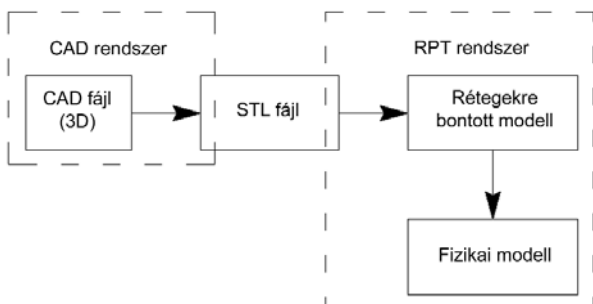 CAD rendszer
RPT rendszer
CAD fájl
(3D)
STL fájl
Rétegekre
bontott modell
Fizikai modell